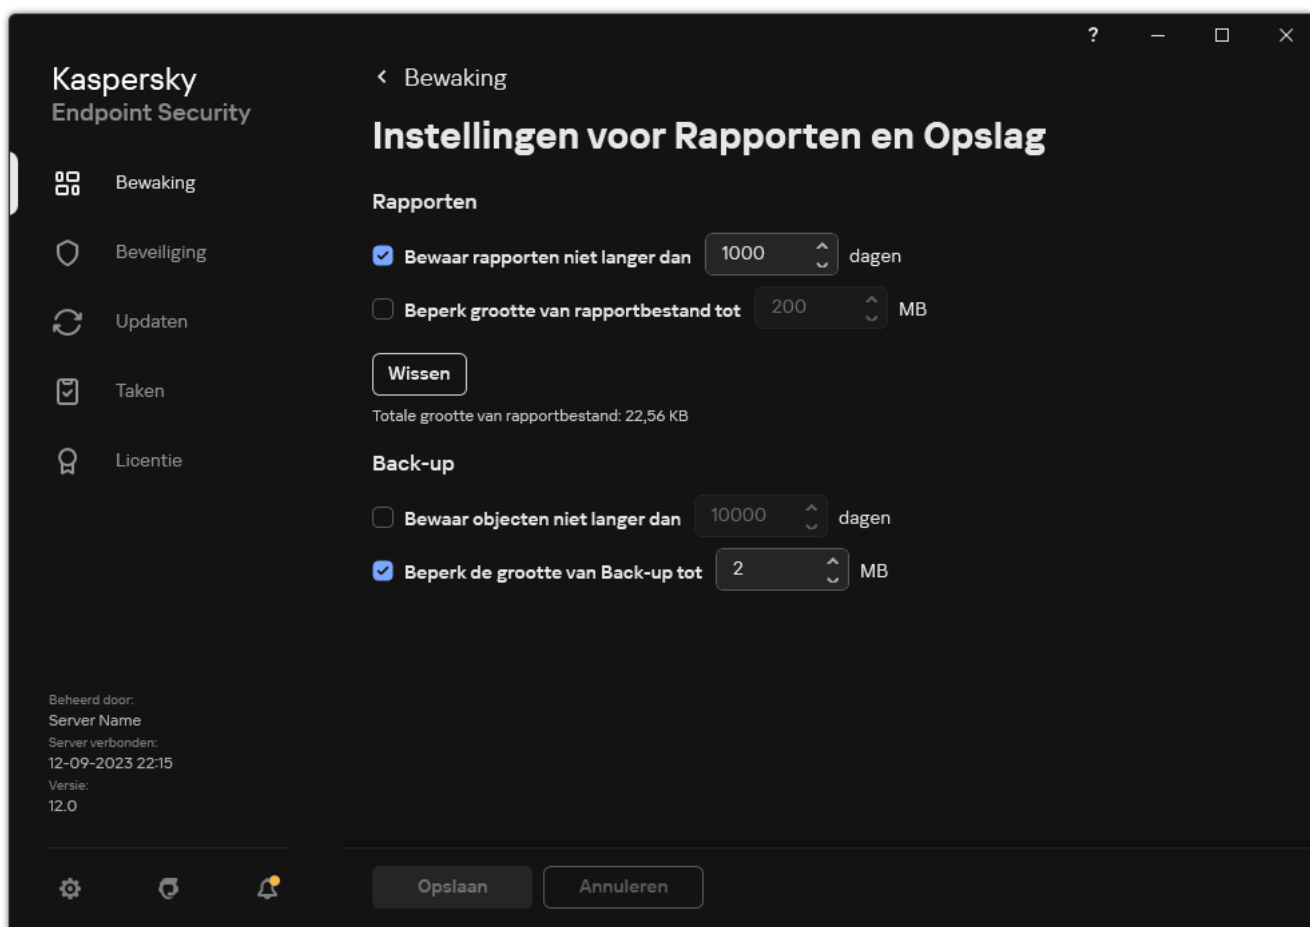 ?
Kaspersky
Endpoint Security
Bewaking
Beveiliging
Updaten
Taken
Licentie
Beheerd door:
Server Name
Server verbonden:
12-09-2023 22:15
Versie:
12.0
Bewaking
Instellingen voor Rapporten en Opslag
Rapporten
Bewaar rapporten niet langer dan 1000 dagen
Beperk grootte van rapportbestand tot 200 MB
Wissen
Totale grootte van rapportbestand: 22,56 KB
Back-up
Bewaar objecten niet langer dan 10000 dagen
Beperk de grootte van Back-up tot 2 MB
Opslaan Annuleren